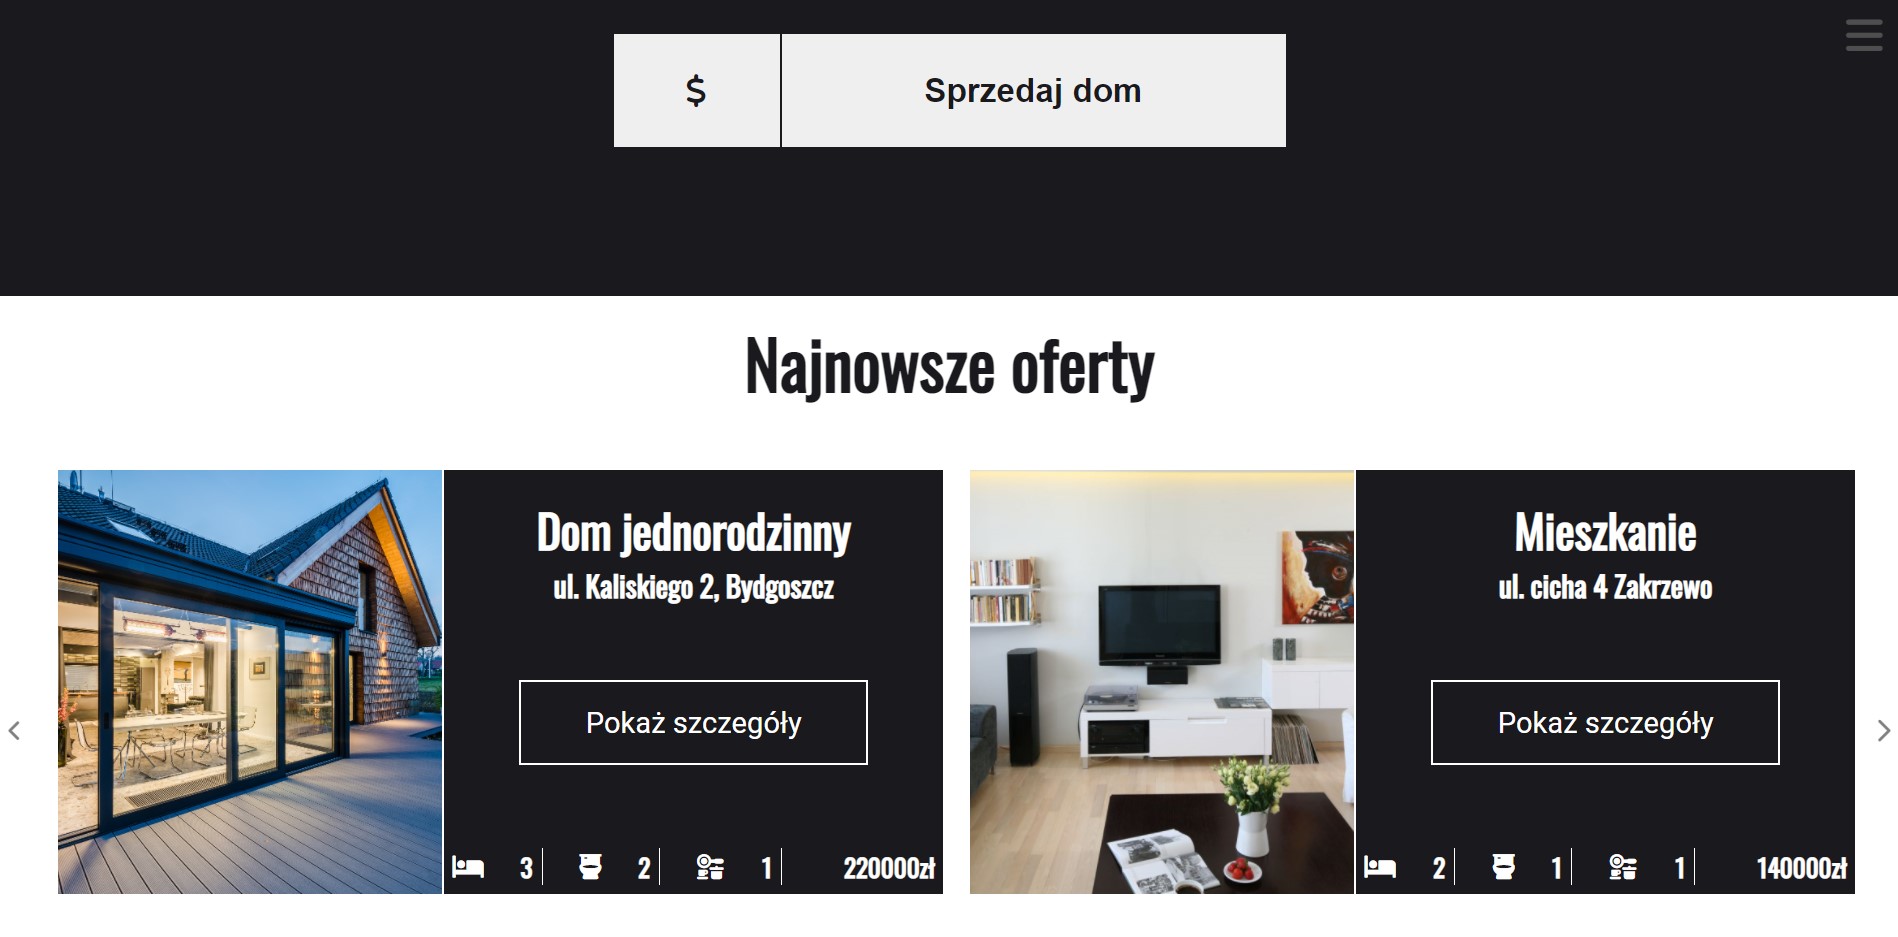 $ Sprzedaj dom
Najnowsze oferty
Dom jednorodzinny
ul. Kaliskiego 2, Bydgoszcz
Pokaż szczegóły
3 2 1 220000zł
Mieszkanie
ul. cicha 4 Zakrzewo
Pokaż szczegóły
2 1 1 140000zł